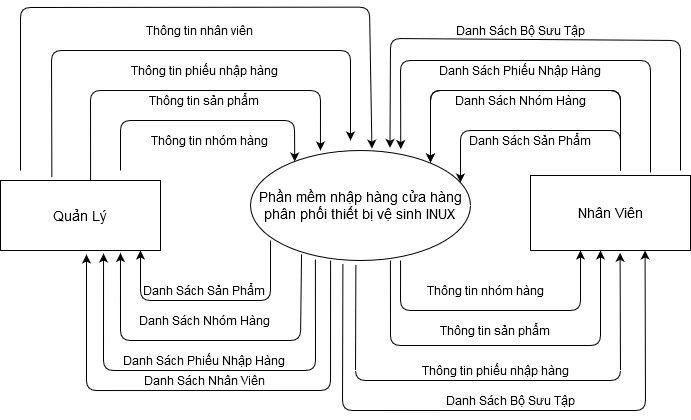 Thông tin nhân viên
Danh Sách Bộ Sưu Tập
Thông tin phiếu nhập hàng
Danh Sách Phiếu Nhập Hàng
Thông tin sản phẩm
Danh Sách Nhóm Hàng
Thông tin nhóm hàng
Danh Sách Sản Phẩm
Quản Lý
Phần mềm nhập hàng cửa hàng
phân phối thiết bị vệ sinh INUX
Nhân Viên
Danh Sách Sản Phẩm
Thông tin nhóm hàng
Danh Sách Nhóm Hàng
Thông tin sản phẩm
Danh Sách Phiếu Nhập Hàng
Thông tin phiếu nhập hàng
Danh Sách Nhân Viên
Danh Sách Bộ Sưu Tập